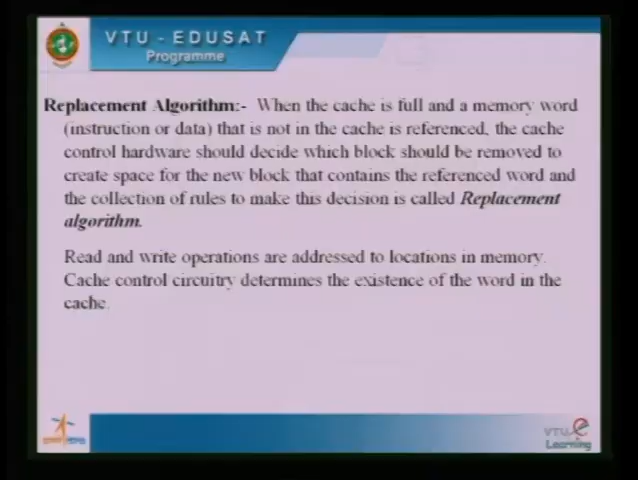 VTU - EDUSAT
Programme
Replacement Algorithm:- When the cache is full and a memory word
(instruction or data) that is not in the cache is referenced, the cache
control hardware should decide which block should be removed to
create space for the new block that contains the referenced word and
the collection of rules to make this decision is called Replacement
algorithm.
Read and write operations are addressed to locations in memory.
Cache control circuitry determines the existence of the word in the
cache.
VTU e
Learning